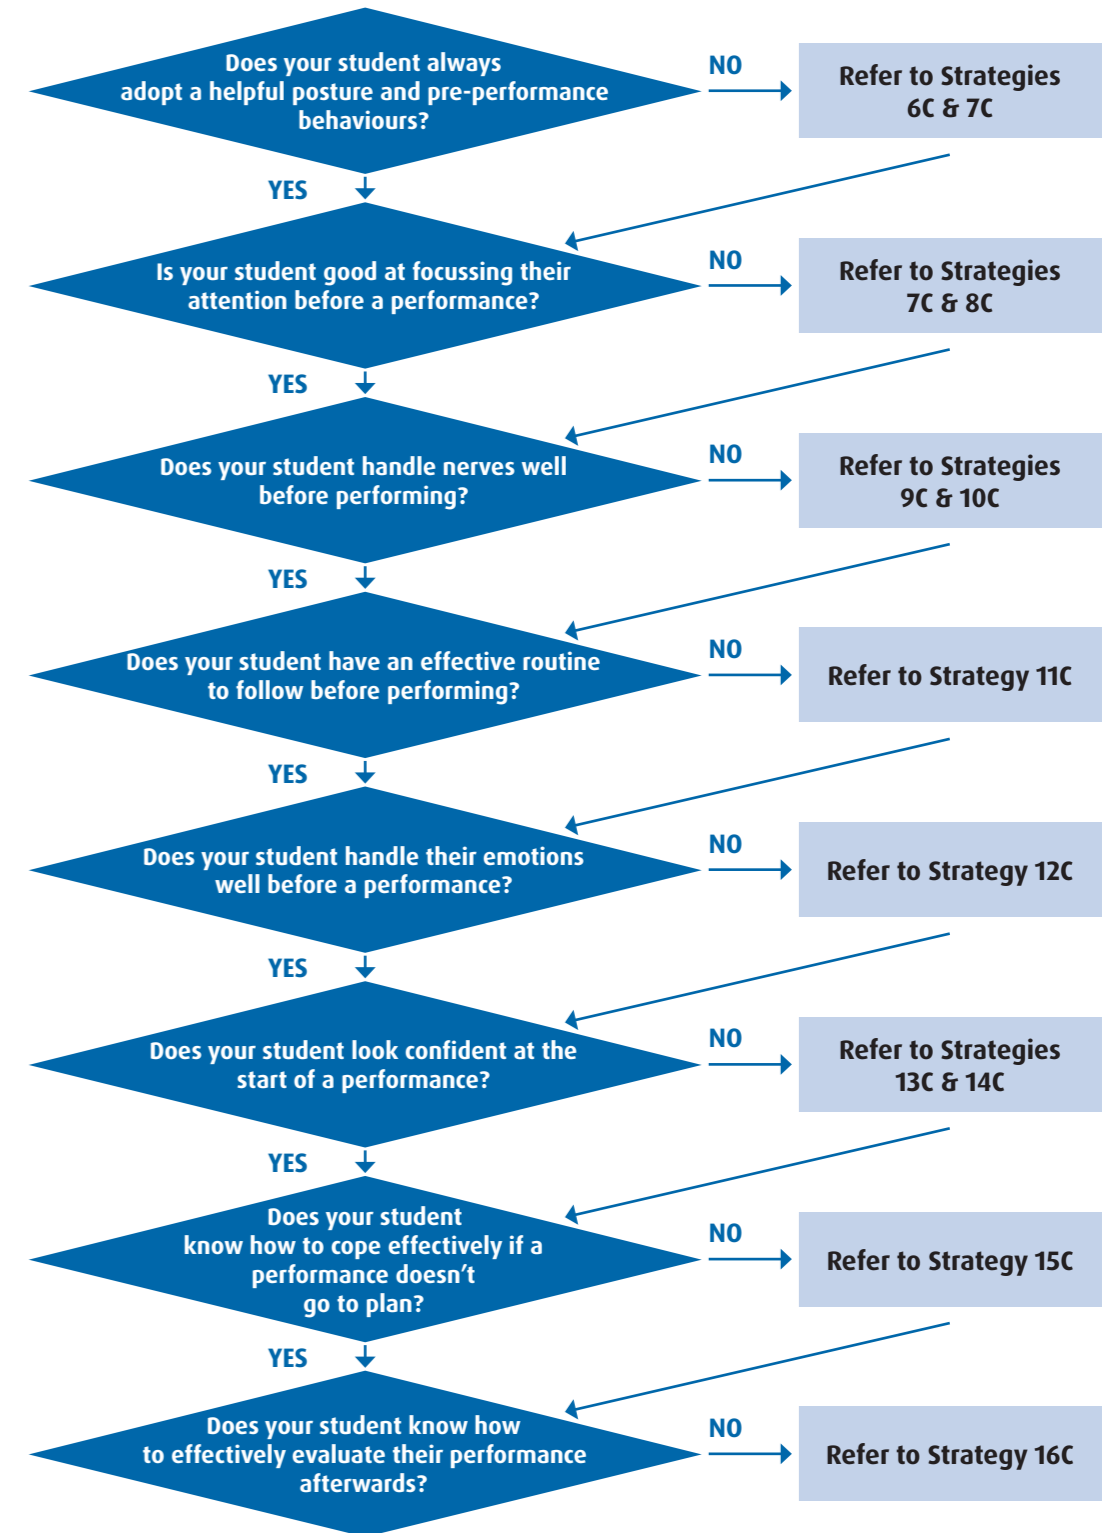 Does your student always
adopt a helpful posture and pre-performance
behaviours?
NO
Refer to Strategies
6C & 7C
YES
Is your student good at focussing their
attention before a performance?
NO
Refer to Strategies
7C & 8C
YES
Does your student handle nerves well
before performing?
NO
Refer to Strategies
9C & 10C
YES
Does your student have an effective routine
to follow before performing?
NO
Refer to Strategy 11C
YES
Does your student handle their emotions
well before a performance?
NO
Refer to Strategy 12C
YES
Does your student look confident at the
start of a performance?
NO
Refer to Strategies
13C & 14C
YES
Does your student
know how to cope effectively if a
performance doesn't
go to plan?
NO
Refer to Strategy 15C
YES
Does your student know how
to effectively evaluate their performance
afterwards?
NO
Refer to Strategy 16C